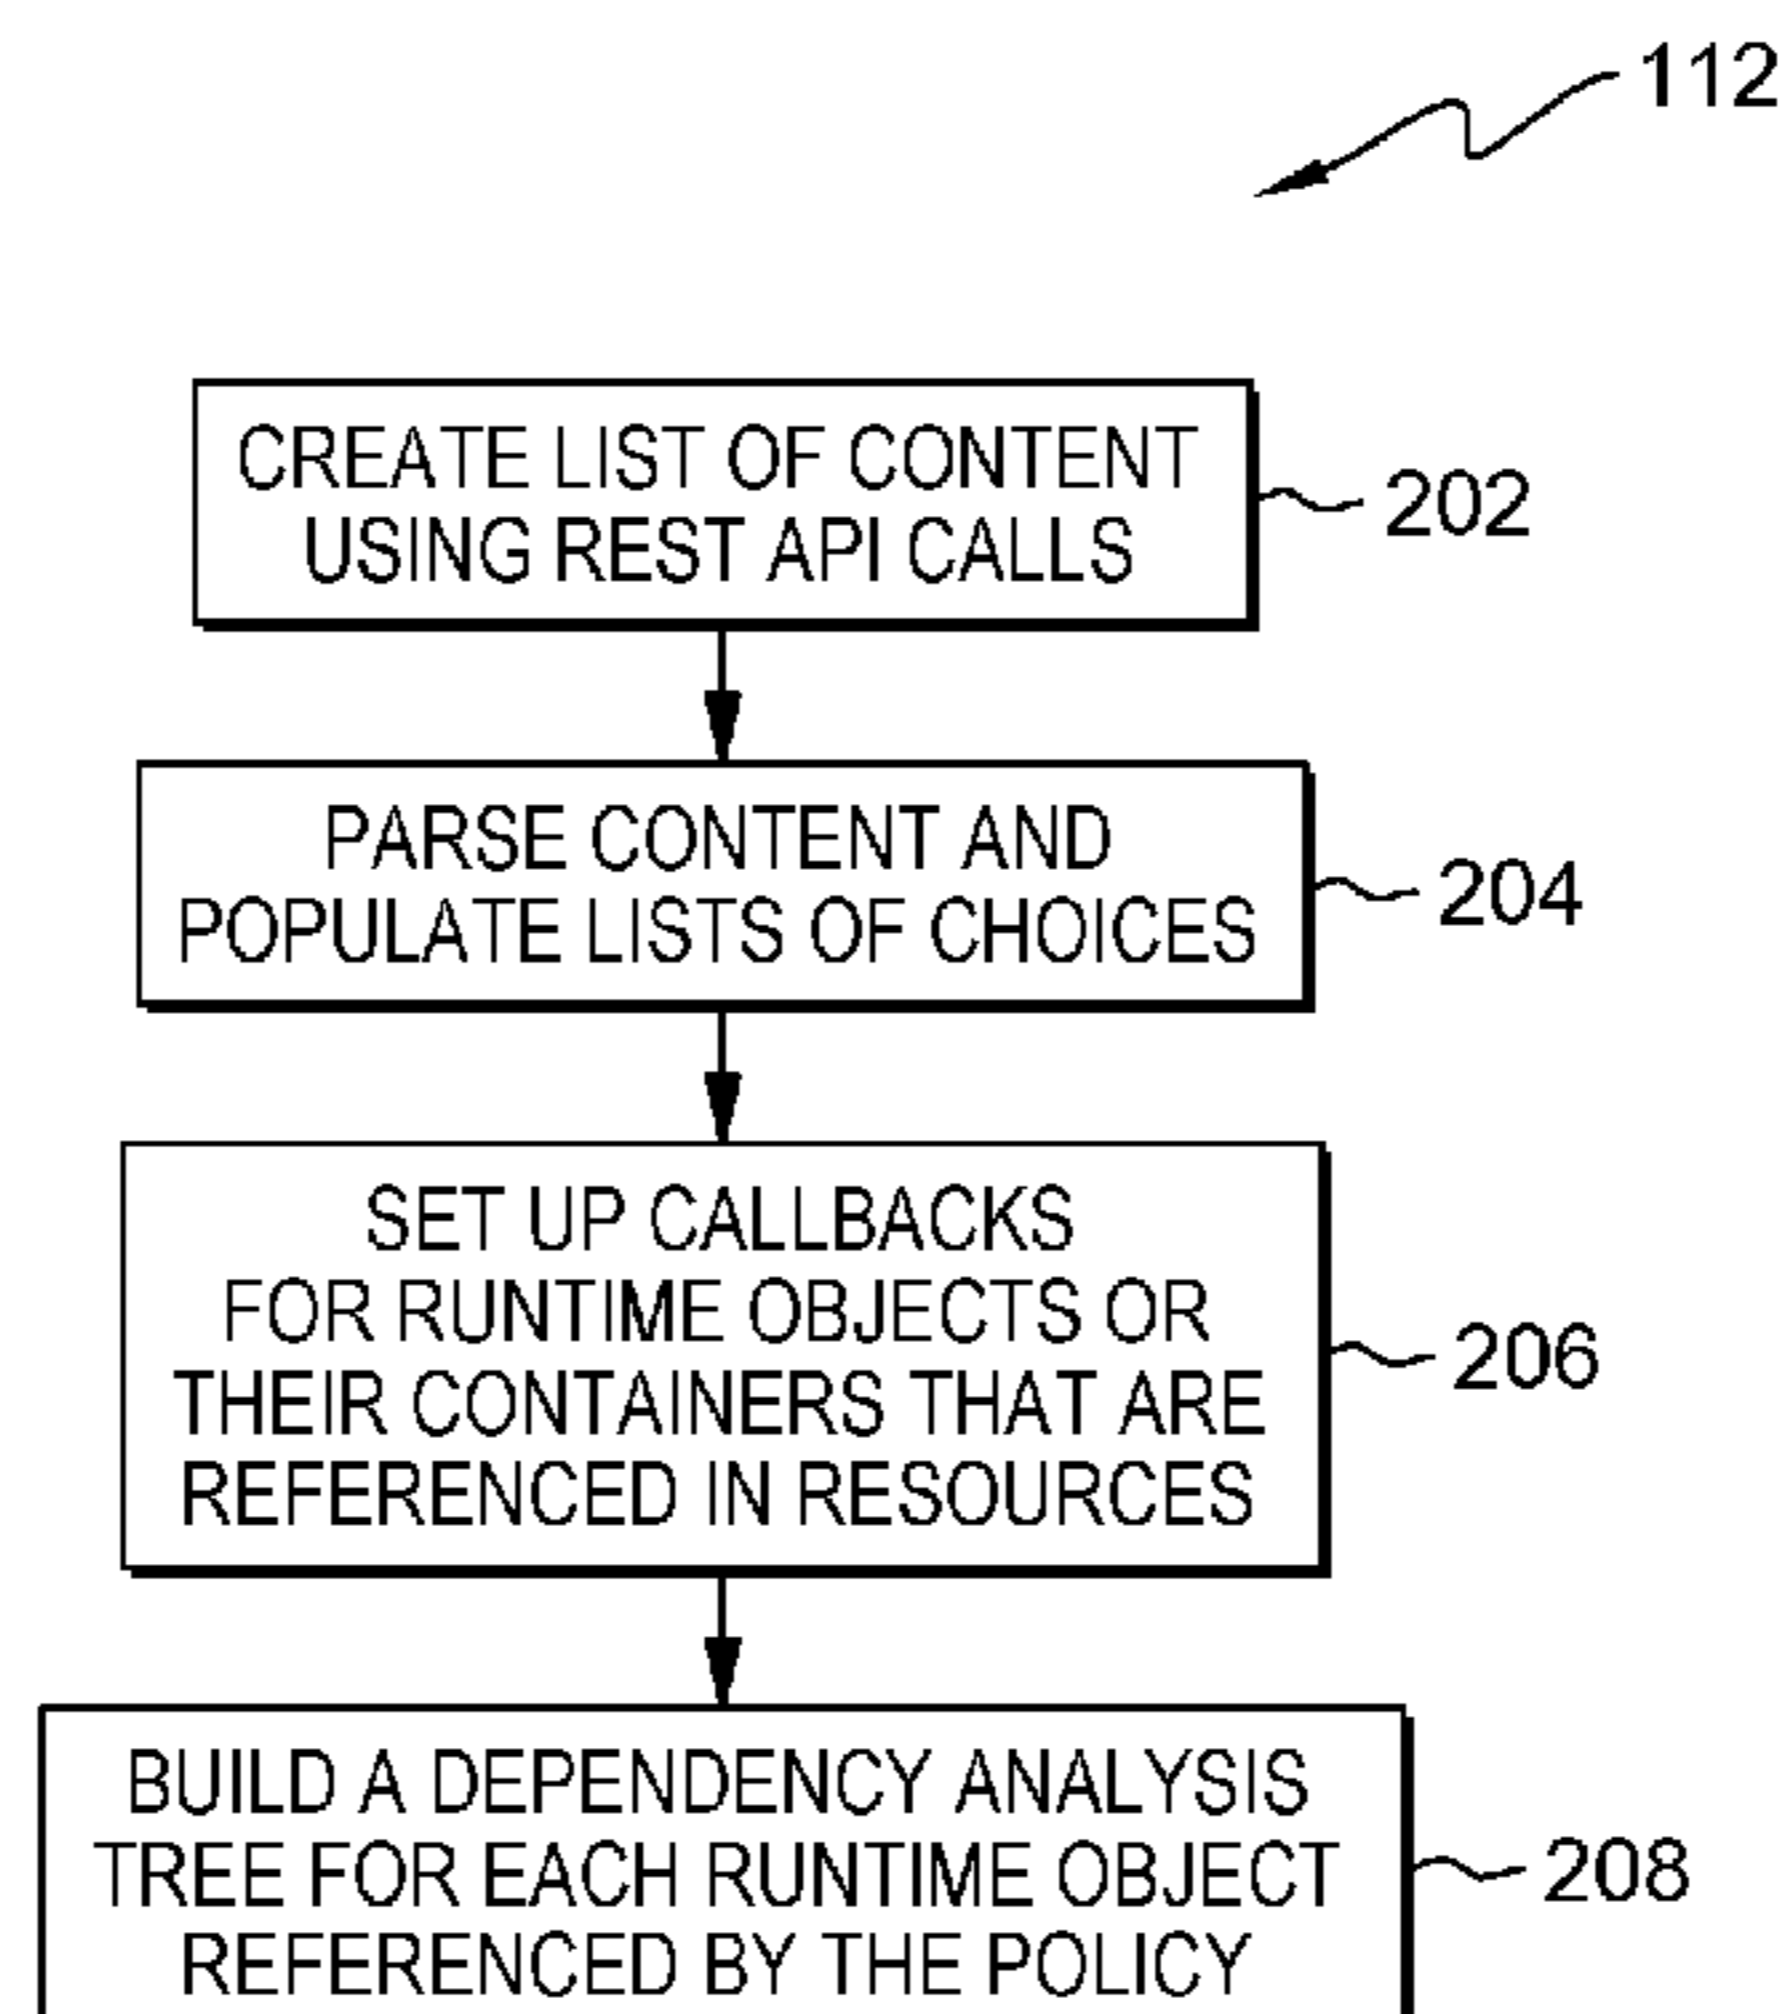 112
CREATE LIST OF CONTENT
USING REST API CALLS
202
PARSE CONTENT AND
POPULATE LISTS OF CHOICES
204
SET UP CALLBACKS
FOR RUNTIME OBJECTS OR
THEIR CONTAINERS THAT ARE
REFERENCED IN RESOURCES
206
BUILD A DEPENDENCY ANALYSIS
TREE FOR EACH RUNTIME OBJECT
REFERENCED BY THE POLICY
208